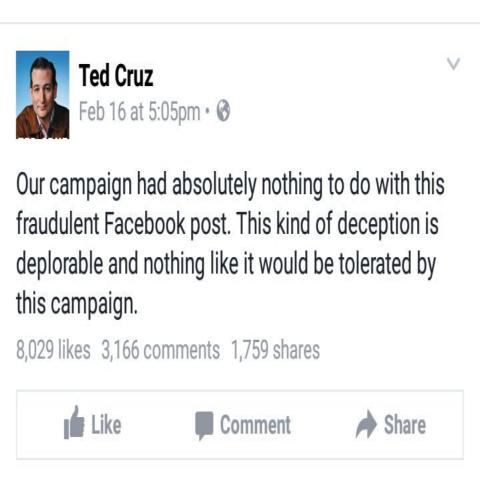 Ted Cruz
Feb 16 at 5:05pm •
Our campaign had absolutely nothing to do with this
fraudulent Facebook post. This kind of deception is
deplorable and nothing like it would be tolerated by
this campaign.
8,029 likes 3,166 comments 1,759 shares
Like Comment Share